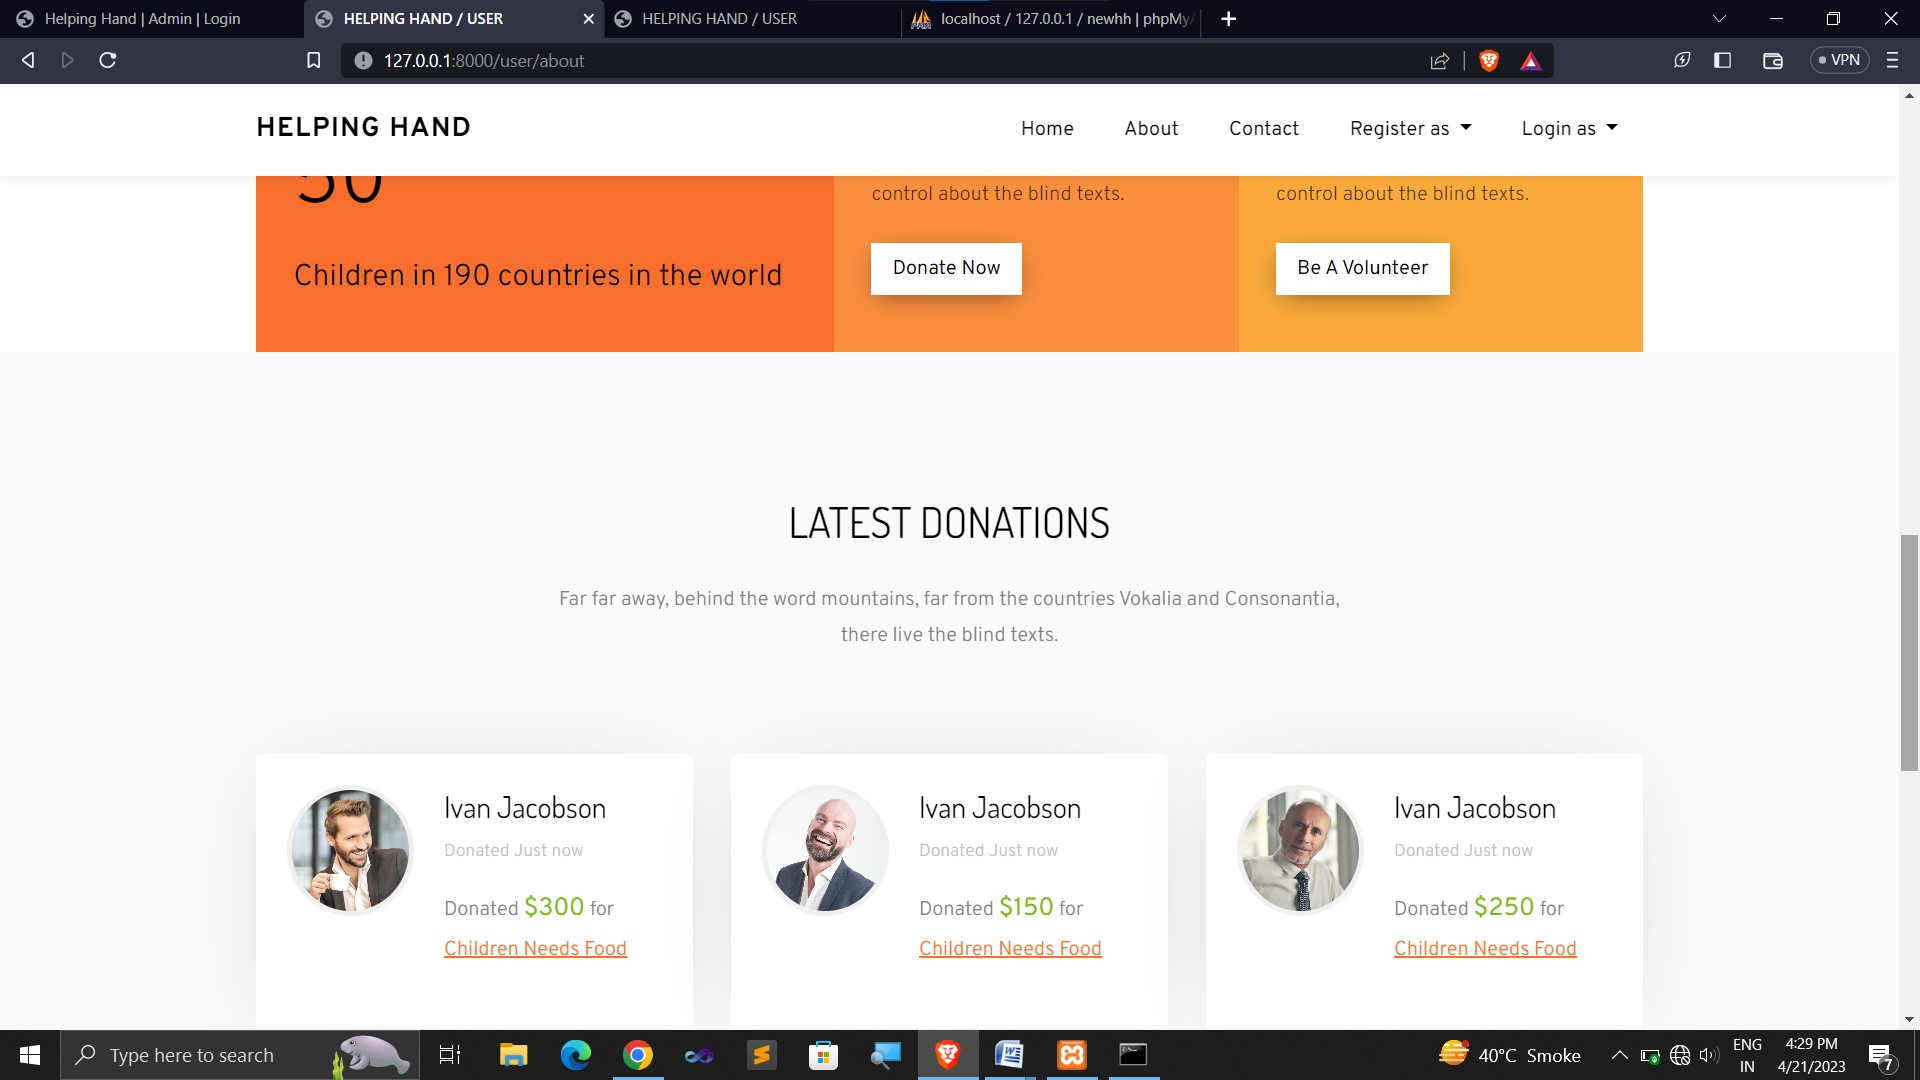 Helping Hand | Admin | Login
HELPING HAND / USER
HELPING HAND / USER
localhost / 127.0.0.1 / newhh | phpMyA
127.0.0.1:8000/user/about
VPN
HELPING HAND
Home
About
Contact
Register as
Login as
Children in 190 countries in the world
control about the blind texts.
Donate Now
control about the blind texts.
Be A Volunteer
LATEST DONATIONS
Far far away, behind the word mountains, far from the countries Vokalia and Consonantia,
there live the blind texts.
Ivan Jacobson
Donated Just now
Donated $300 for
Children Needs Food
Ivan Jacobson
Donated Just now
Donated $150 for
Children Needs Food
Ivan Jacobson
Donated Just now
Donated $250 for
Children Needs Food
Type here to search
40°C Smoke
ENG
IN
4:29 PM
4/21/2023
7